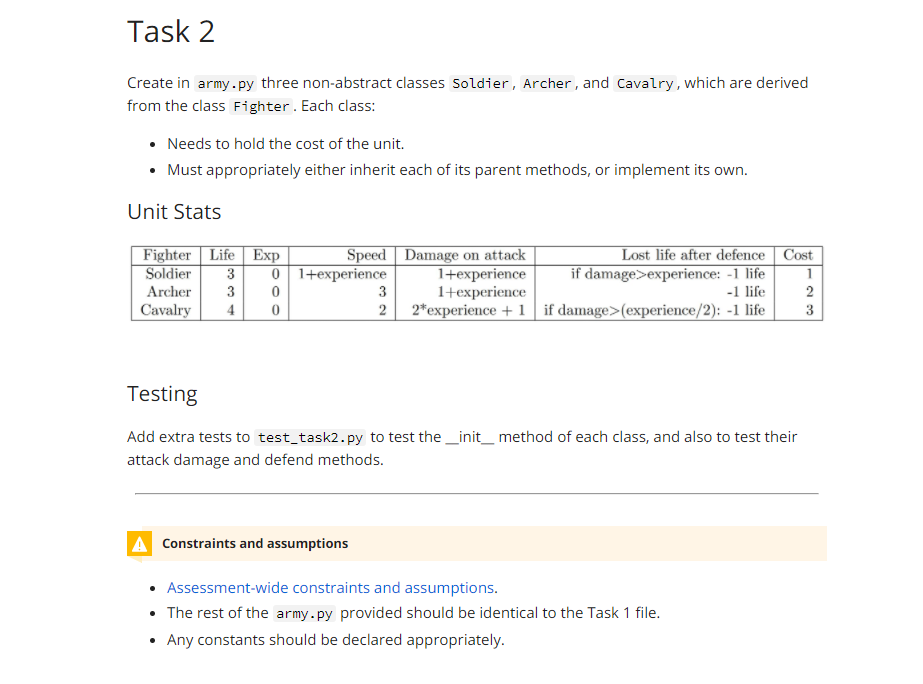 Task 2
Create in army.py three non-abstract classes Soldier, Archer, and Cavalry, which are derived
from the class Fighter. Each class:
• Needs to hold the cost of the unit.
• Must appropriately either inherit each of its parent methods, or implement its own.
Unit Stats
Fighter Life Exp Speed Damage on attack Lost life after defence Cost
Soldier 3 0 1+experience 1+experience if damage>experience: -1 life 1
Archer 3 0 3 1+experience -1 life 2
Cavalry 4 0 2 2*experience + 1 if damage>(experience/2): -1 life 3
Testing
Add extra tests to test_task2.py to test the __init__ method of each class, and also to test their
attack damage and defend methods.
Constraints and assumptions
• Assessment-wide constraints and assumptions.
• The rest of the army.py provided should be identical to the Task 1 file.
• Any constants should be declared appropriately.